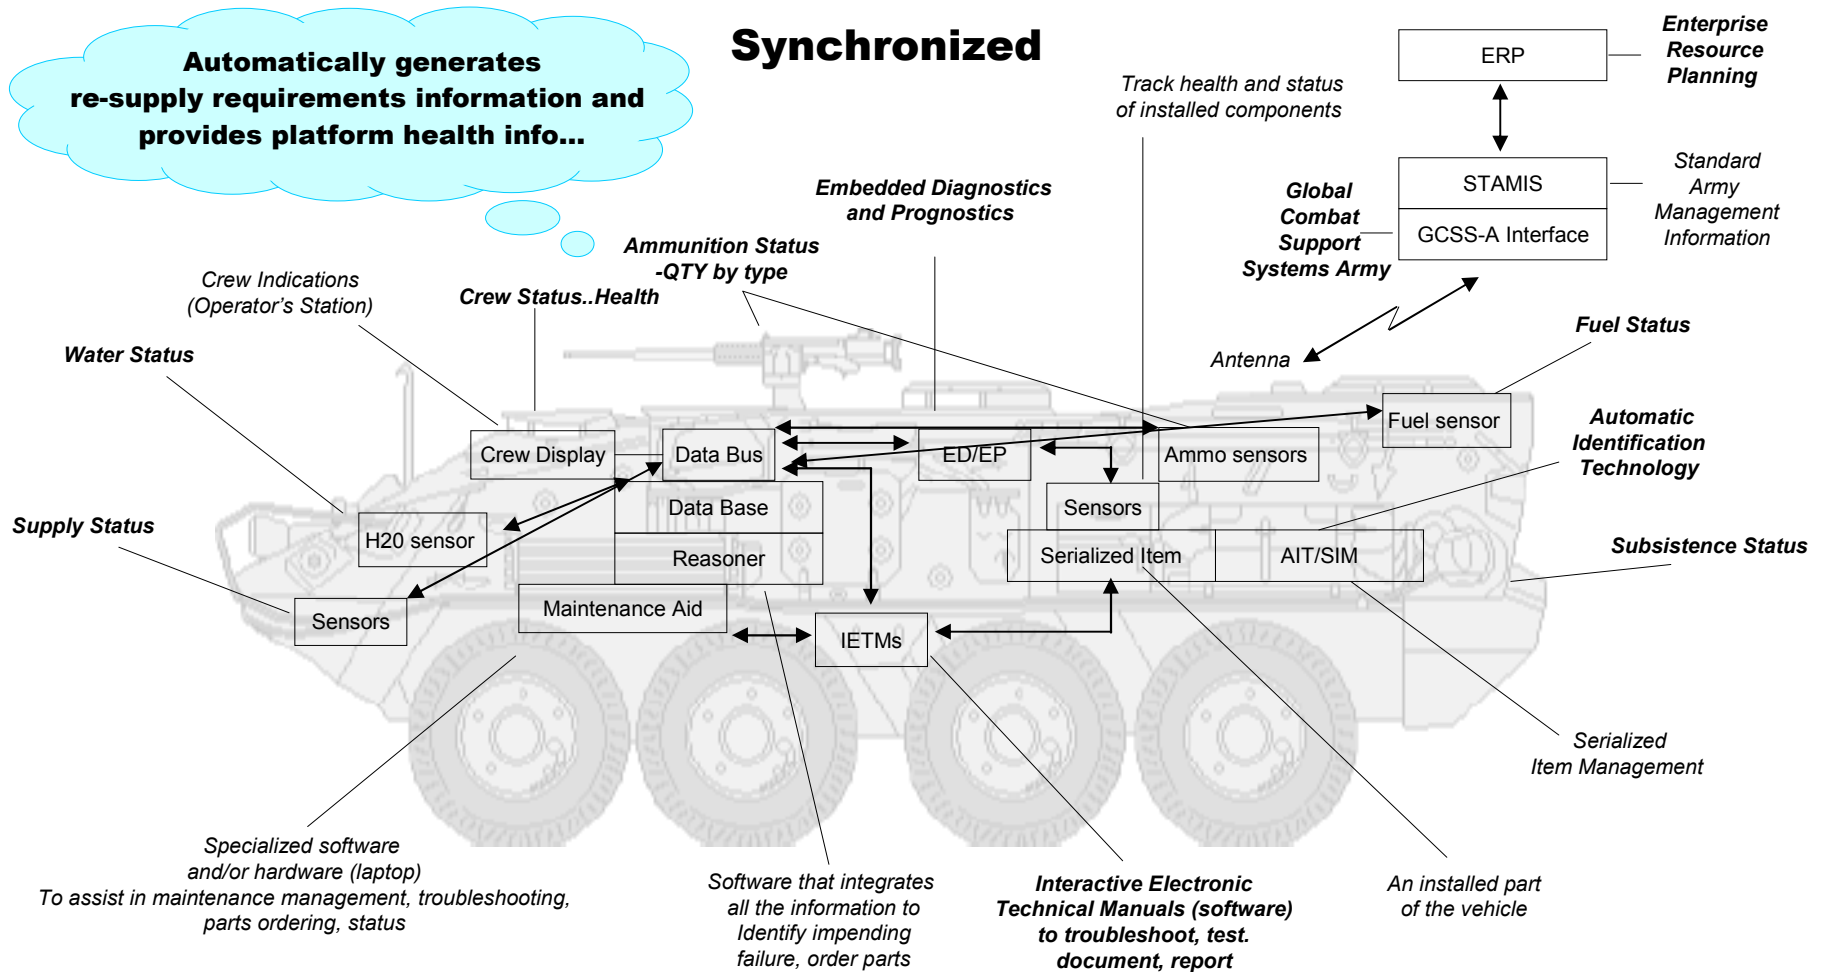 Synchronized
Automatically generates
re-supply requirements information and
provides platform health info...
Enterprise
Resource
Planning
ERP
Track health and status
of installed components
STAMIS
Standard
Army
Management
Information
Global
Combat
Support
Systems Army
GCSS-A Interface
Embedded Diagnostics
and Prognostics
Ammunition Status
-QTY by type
Crew Indications
(Operator's Station)
Crew Status..Health
Water Status
Antenna
Fuel Status
Fuel sensor
Automatic
Identification
Technology
Crew Display
Data Bus
ED/EP
Ammo sensors
Data Base
Sensors
Supply Status
H20 sensor
Reasoner
Serialized Item
AIT/SIM
Subsistence Status
Sensors
Maintenance Aid
IETMs
Serialized
Item Management
Specialized software
and/or hardware (laptop)
To assist in maintenance management, troubleshooting,
parts ordering, status
Software that integrates
all the information to
Identify impending
failure, order parts
Interactive Electronic
Technical Manuals (software)
to troubleshoot, test.
document, report
An installed part
of the vehicle